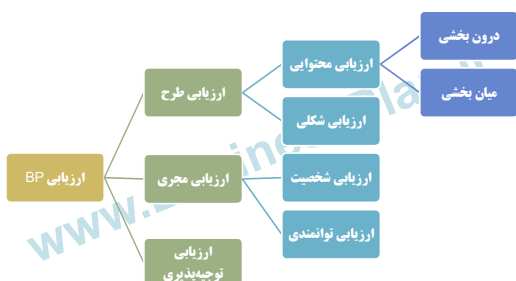 درون بخشی
ارزیابی محتوایی
میان بخشی
ارزیابی طرح
ارزیابی شکلی
ارزیابی BP
ارزیابی مجری
ارزیابی شخصیت
ارزیابی توانمندی
ارزیابی
توجیه‌پذیری
www.